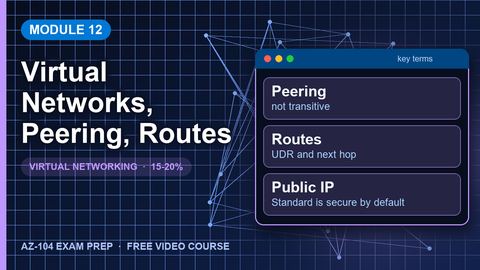 MODULE 12
Virtual
Networks,
Peering, Routes
VIRTUAL NETWORKING · 15-20%
AZ-104 EXAM PREP · FREE VIDEO COURSE
key terms
Peering
not transitive
Routes
UDR and next hop
Public IP
Standard is secure by default